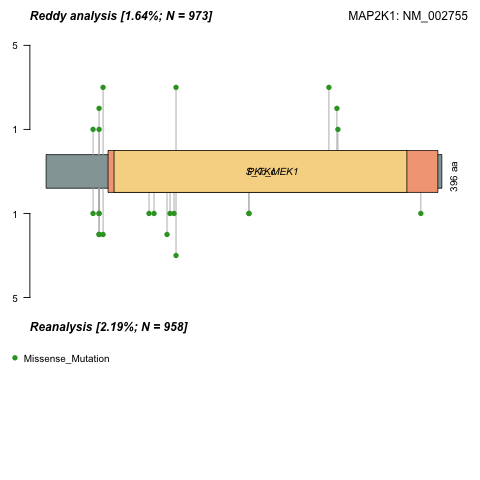 Reddy analysis [1.64%; N = 973]
MAP2K1: NM_002755
5
1
396 aa
1
5
Reanalysis [2.19%; N = 958]
Missense_Mutation